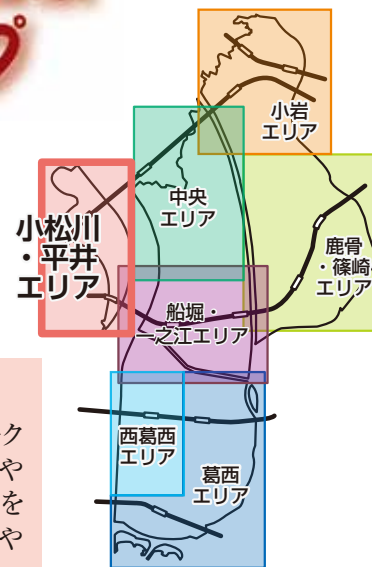 プ
小岩
エリア
中央
エリア
小松川
・平井
エリア
鹿骨
・篠崎
エリア
船堀・
一之江エリア
西葛西
エリア
葛西
エリア
ク
や
を
や